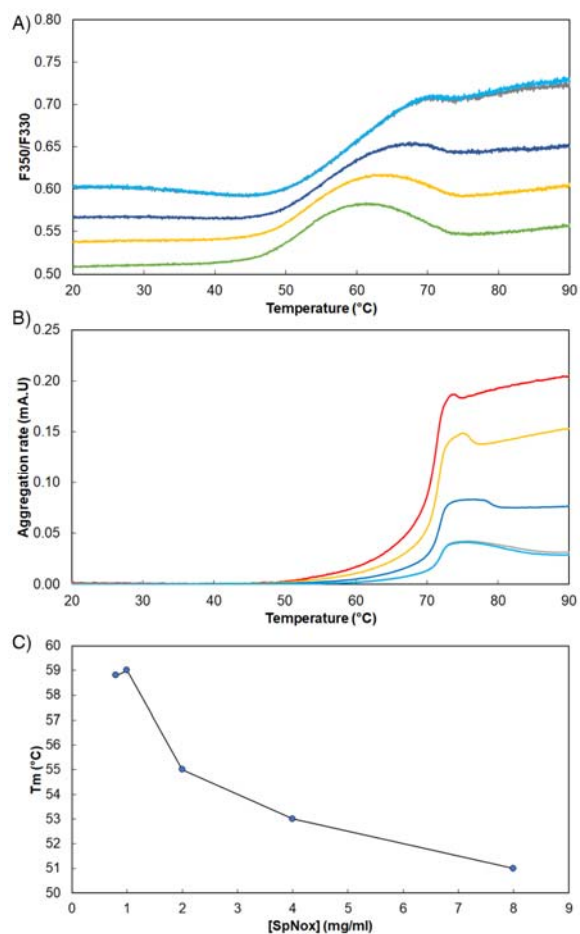 A)
0.80
0.75
0.70
0.65
0.60
0.55
0.50
F350/F330
20 30 40 50 60 70 80 90
Temperature (°C)
B)
0.25
0.20
0.15
0.10
0.05
0.00
Aggregation rate (mA.U)
20 30 40 50 60 70 80 90
Temperature (°C)
C)
60
59
58
57
56
55
54
53
52
51
50
Tm (°C)
0 1 2 3 4 5 6 7 8 9
[SpNox] (mg/ml)